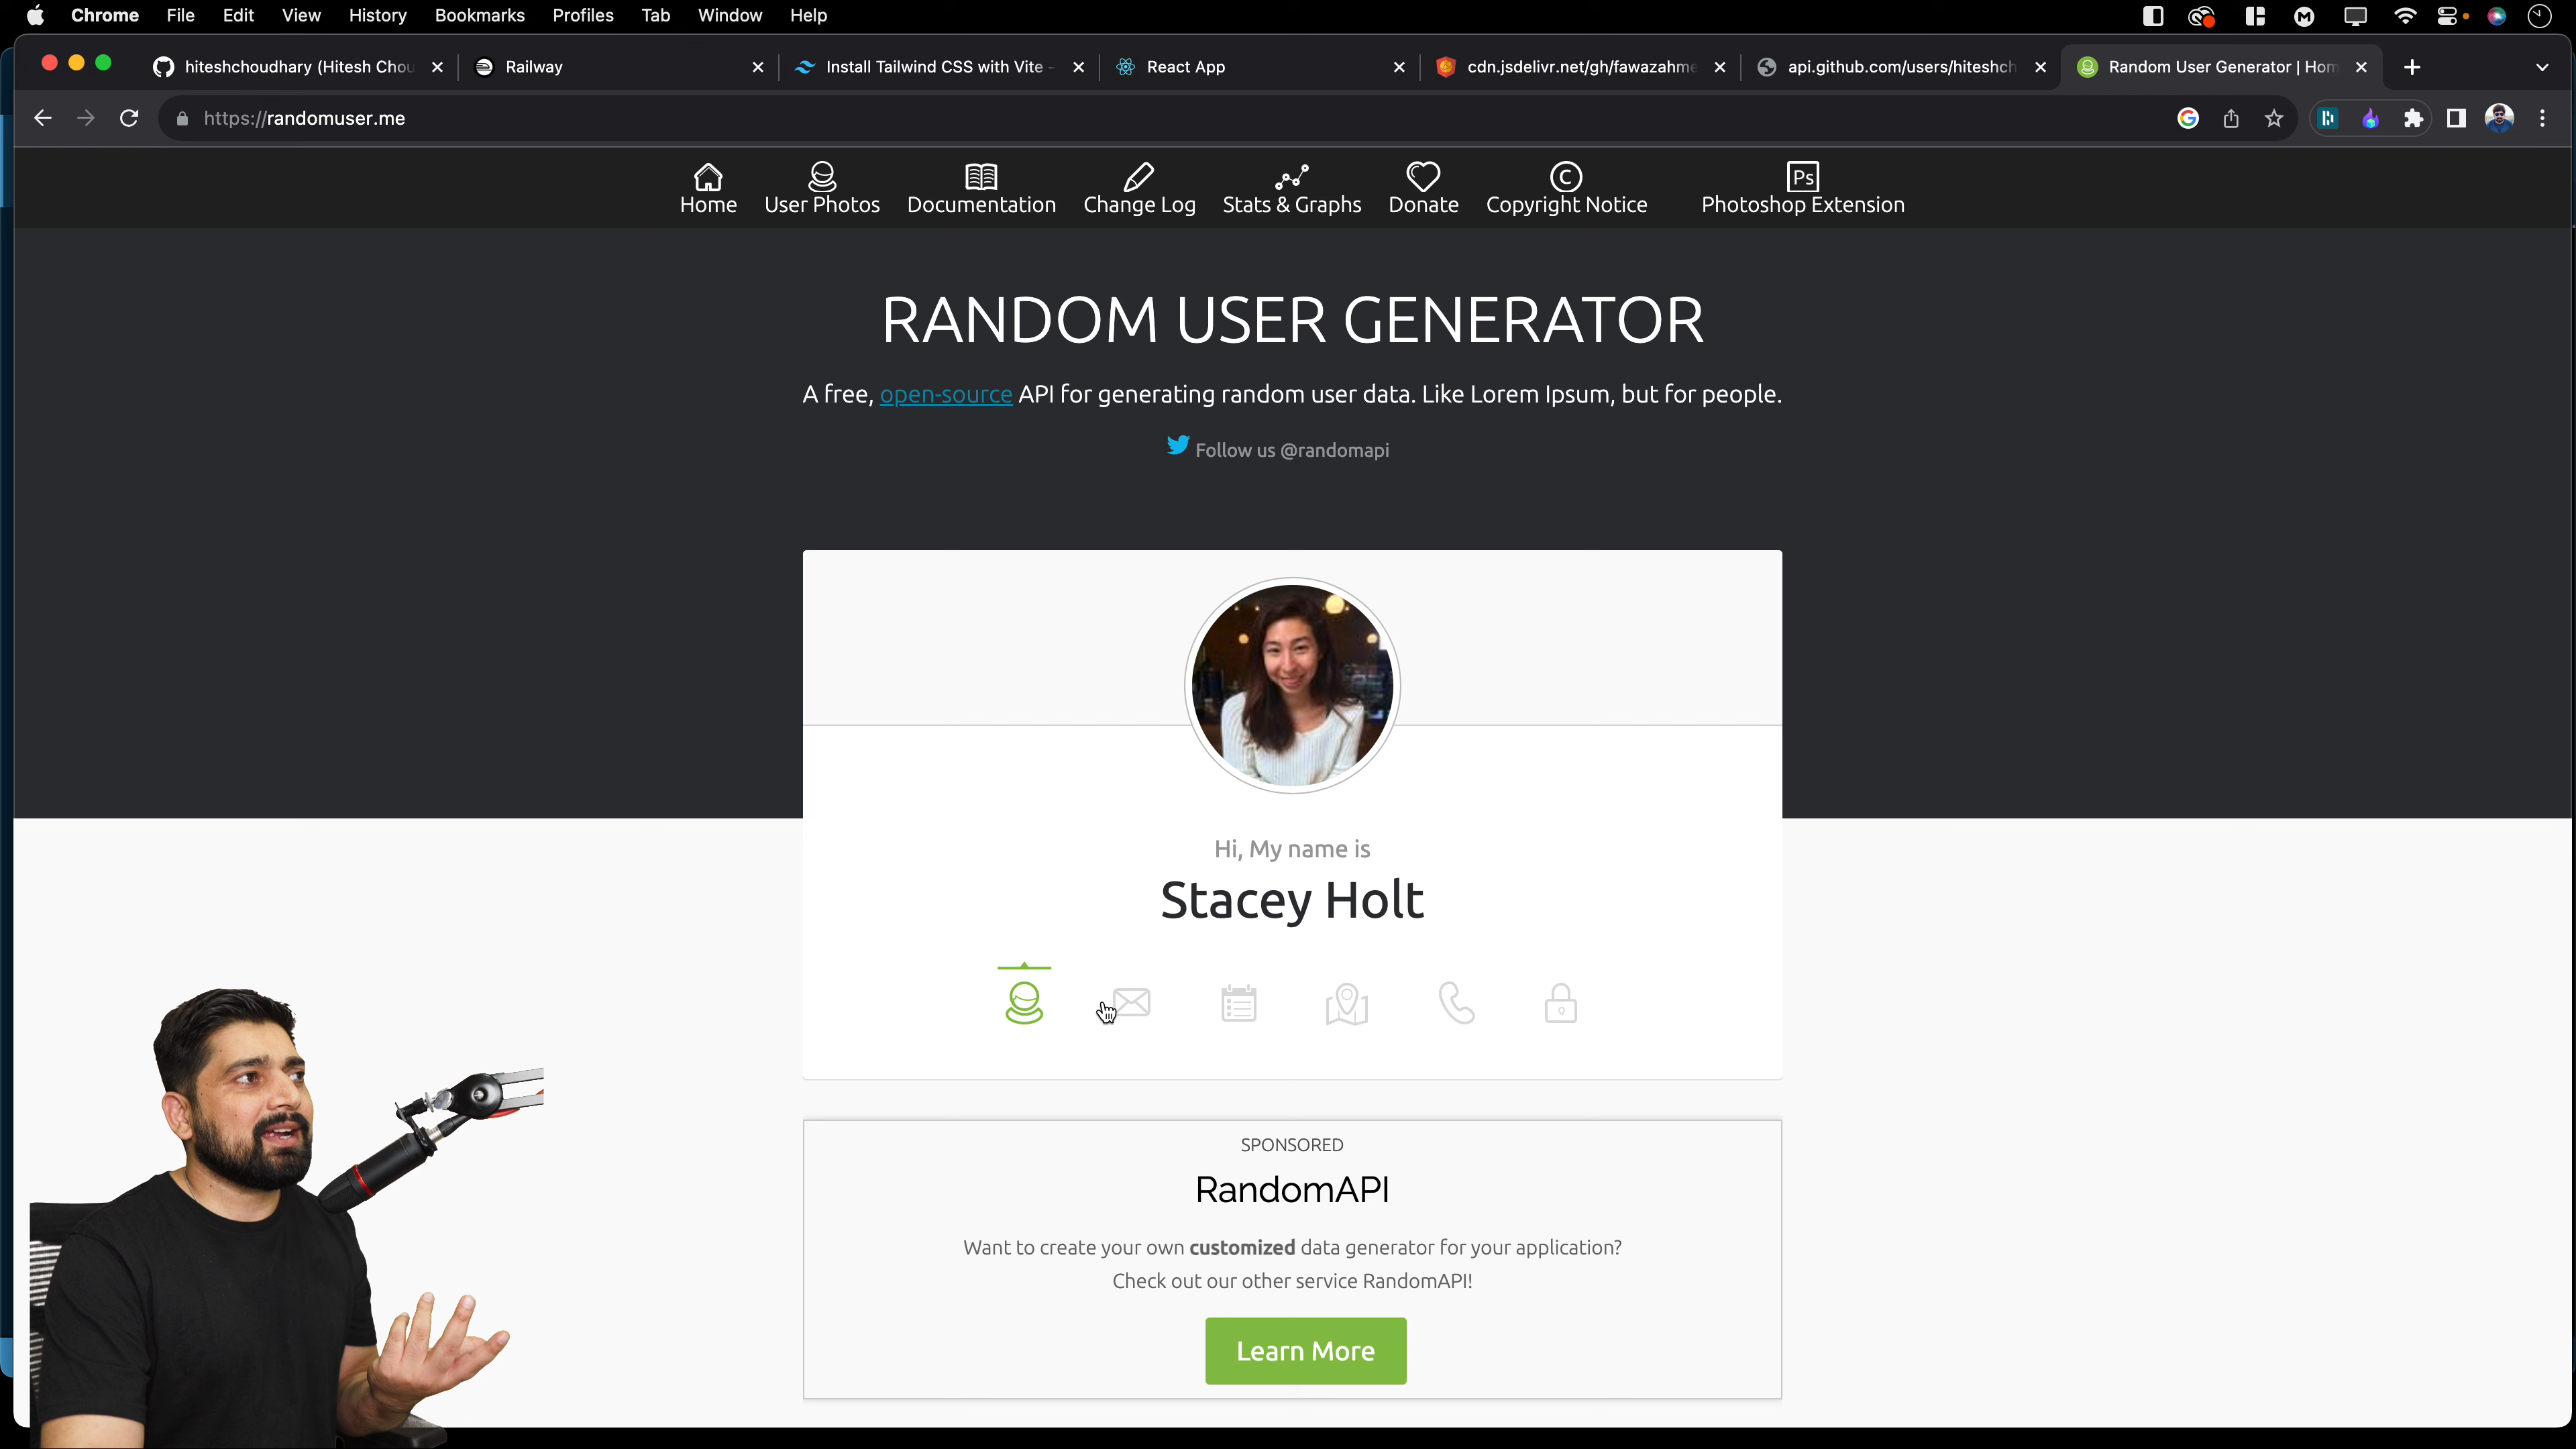 Chrome File Edit View History Bookmarks Profiles Tab Window Help
hiteshchoudhary (Hitesh Chou
Railway
Install Tailwind CSS with Vite -
React App
cdn.jsdelivr.net/gh/fawazahme
api.github.com/users/hiteshch
Random User Generator | Hom
https://randomuser.me
Home User Photos Documentation Change Log Stats & Graphs Donate Copyright Notice Photoshop Extension
RANDOM USER GENERATOR
A free, open-source API for generating random user data. Like Lorem Ipsum, but for people.
Follow us @randomapi
Hi, My name is
Stacey Holt
SPONSORED
RandomAPI
Want to create your own customized data generator for your application?
Check out our other service RandomAPI!
Learn More